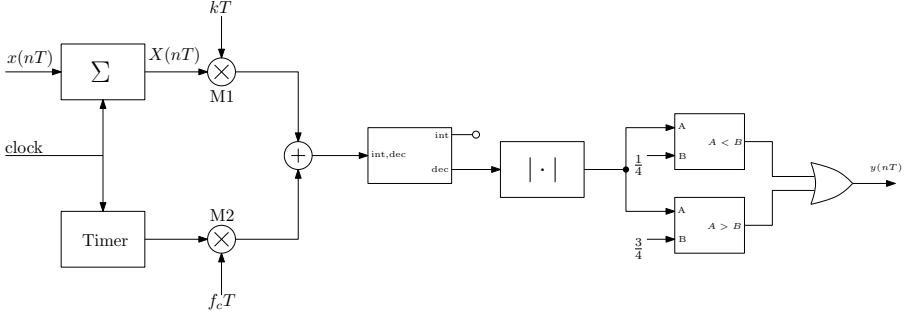 kT
x(nT)
∑
X(nT)
M1
clock
+
int,dec
int
dec
|·|
A
B
1/4
A < B
A
B
3/4
A > B
y(nT)
Timer
M2
f_cT